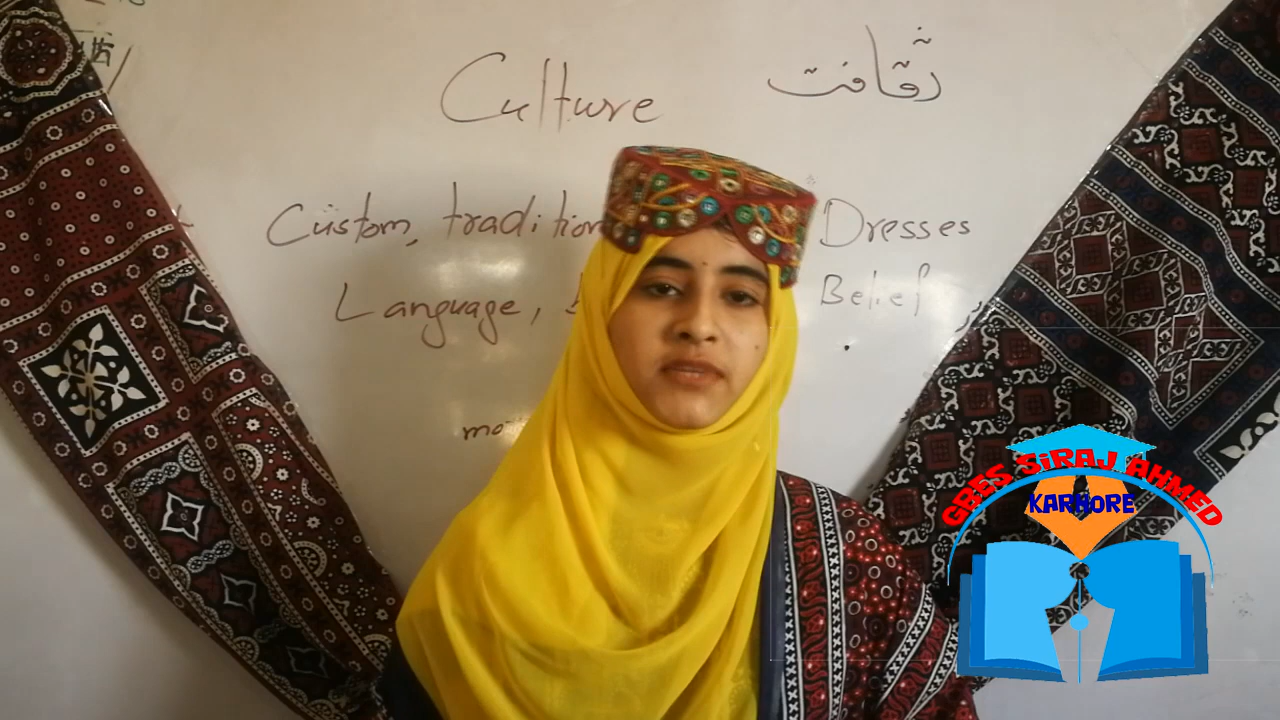 Culture ثقافت
Custom, tradition Dresses
Language, Belief
GBES SIRAJ AHMED
KARHORE